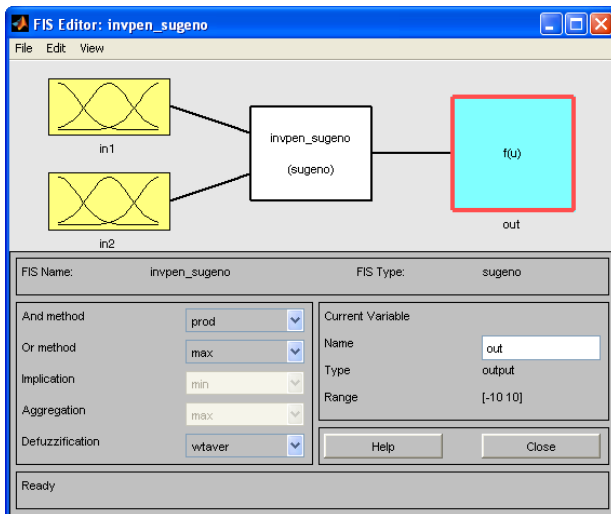 FIS Editor: invpen_sugeno
File Edit View
in1
in2
invpen_sugeno
(sugeno)
f(u)
out
FIS Name: invpen_sugeno FIS Type: sugeno
And method prod
Or method max
Implication min
Aggregation max
Defuzzification wtaver
Current Variable
Name out
Type output
Range [-10 10]
Help Close
Ready